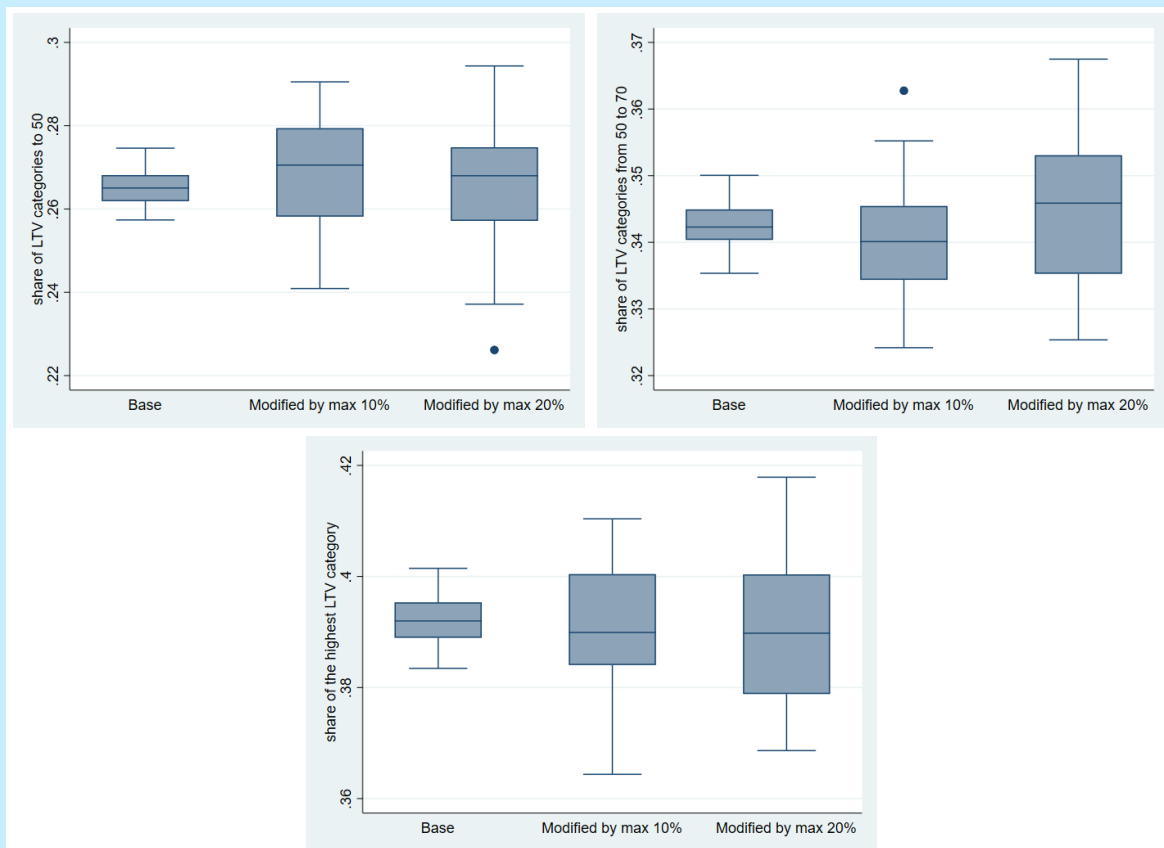 share of LTV categories to 50
.3
.28
.26
.24
.22
Base Modified by max 10% Modified by max 20%
share of LTV categories from 50 to 70
.37
.36
.35
.34
.33
.32
Base Modified by max 10% Modified by max 20%
share of the highest LTV category
.42
.4
.38
.36
Base Modified by max 10% Modified by max 20%